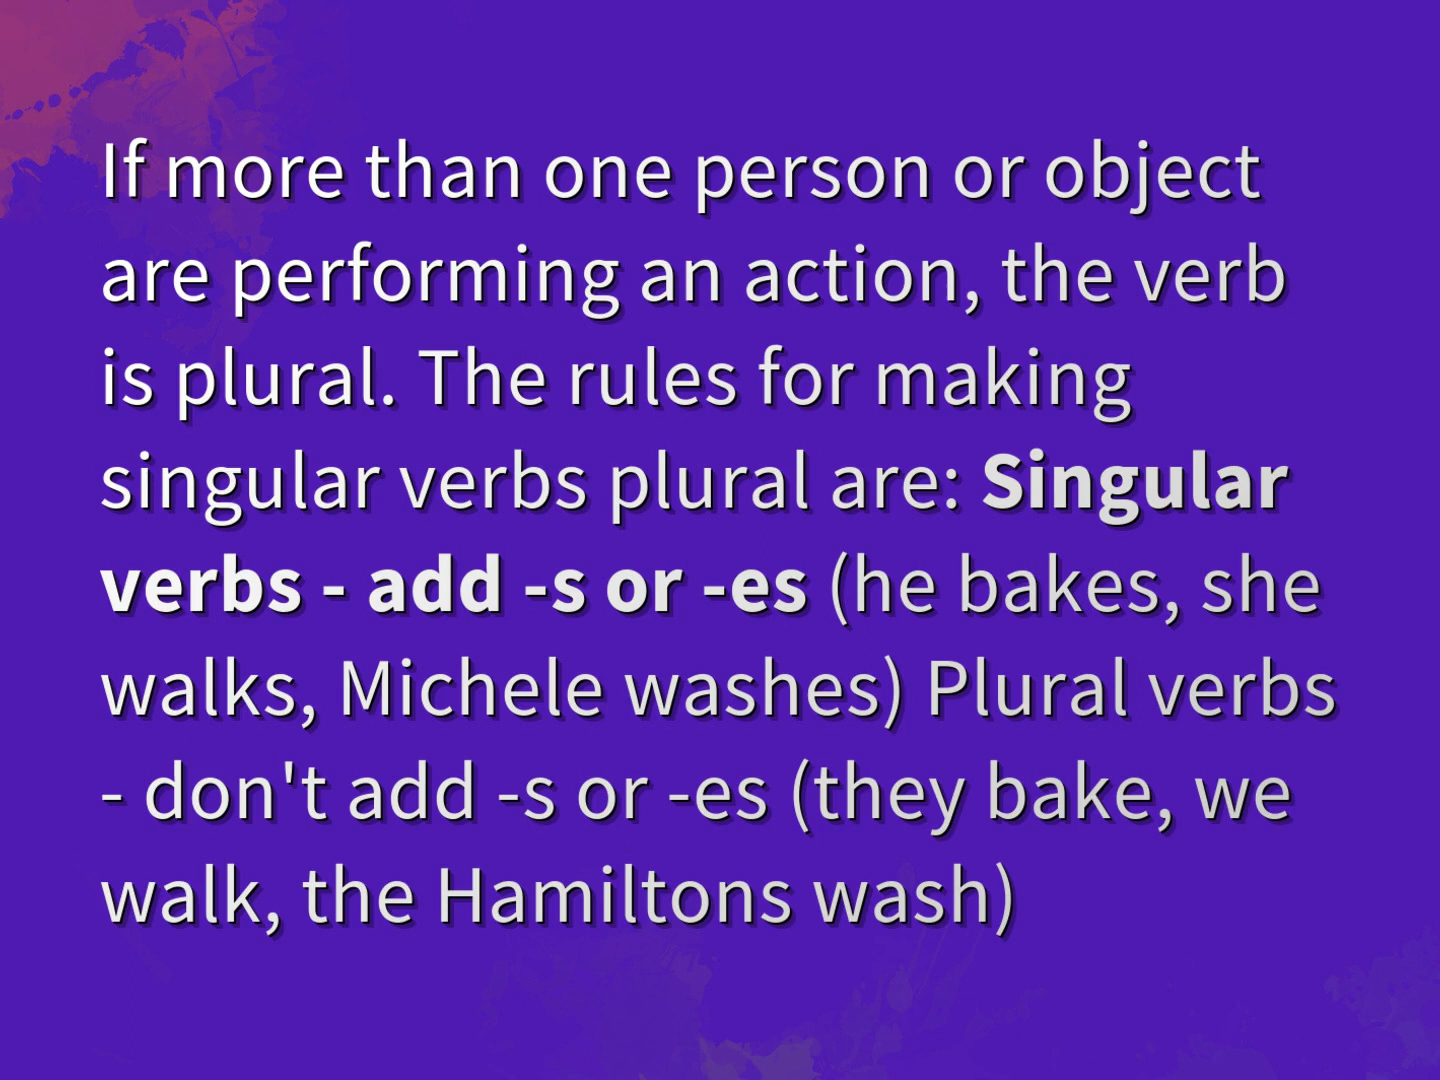 If more than one person or object
are performing an action, the verb
is plural. The rules for making
singular verbs plural are: Singular
verbs - add -s or -es (he bakes, she
walks, Michele washes) Plural verbs
- don't add -s or -es (they bake, we
walk, the Hamiltons wash)